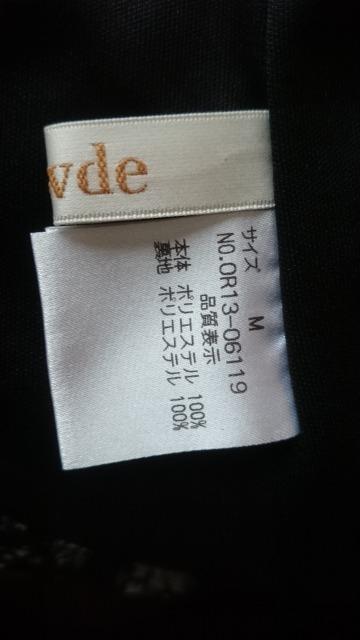 vde
サイズ M
NO.OR13-06119
品質表示
本体 ポリエステル 100%
裏地 ポリエステル 100%